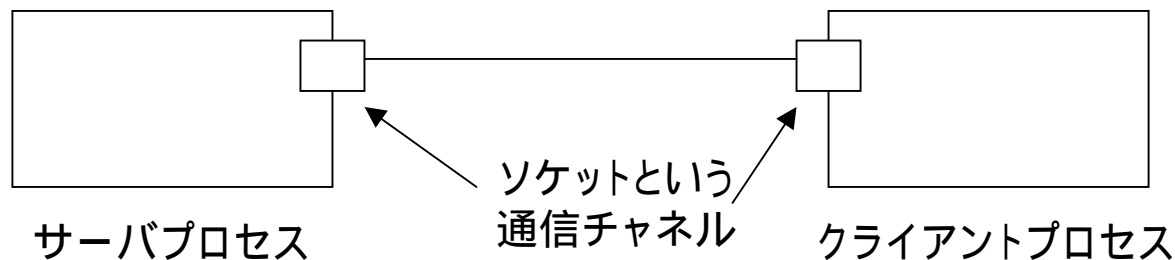 ソケットという
通信チャネル
サーバプロセス
クライアントプロセス